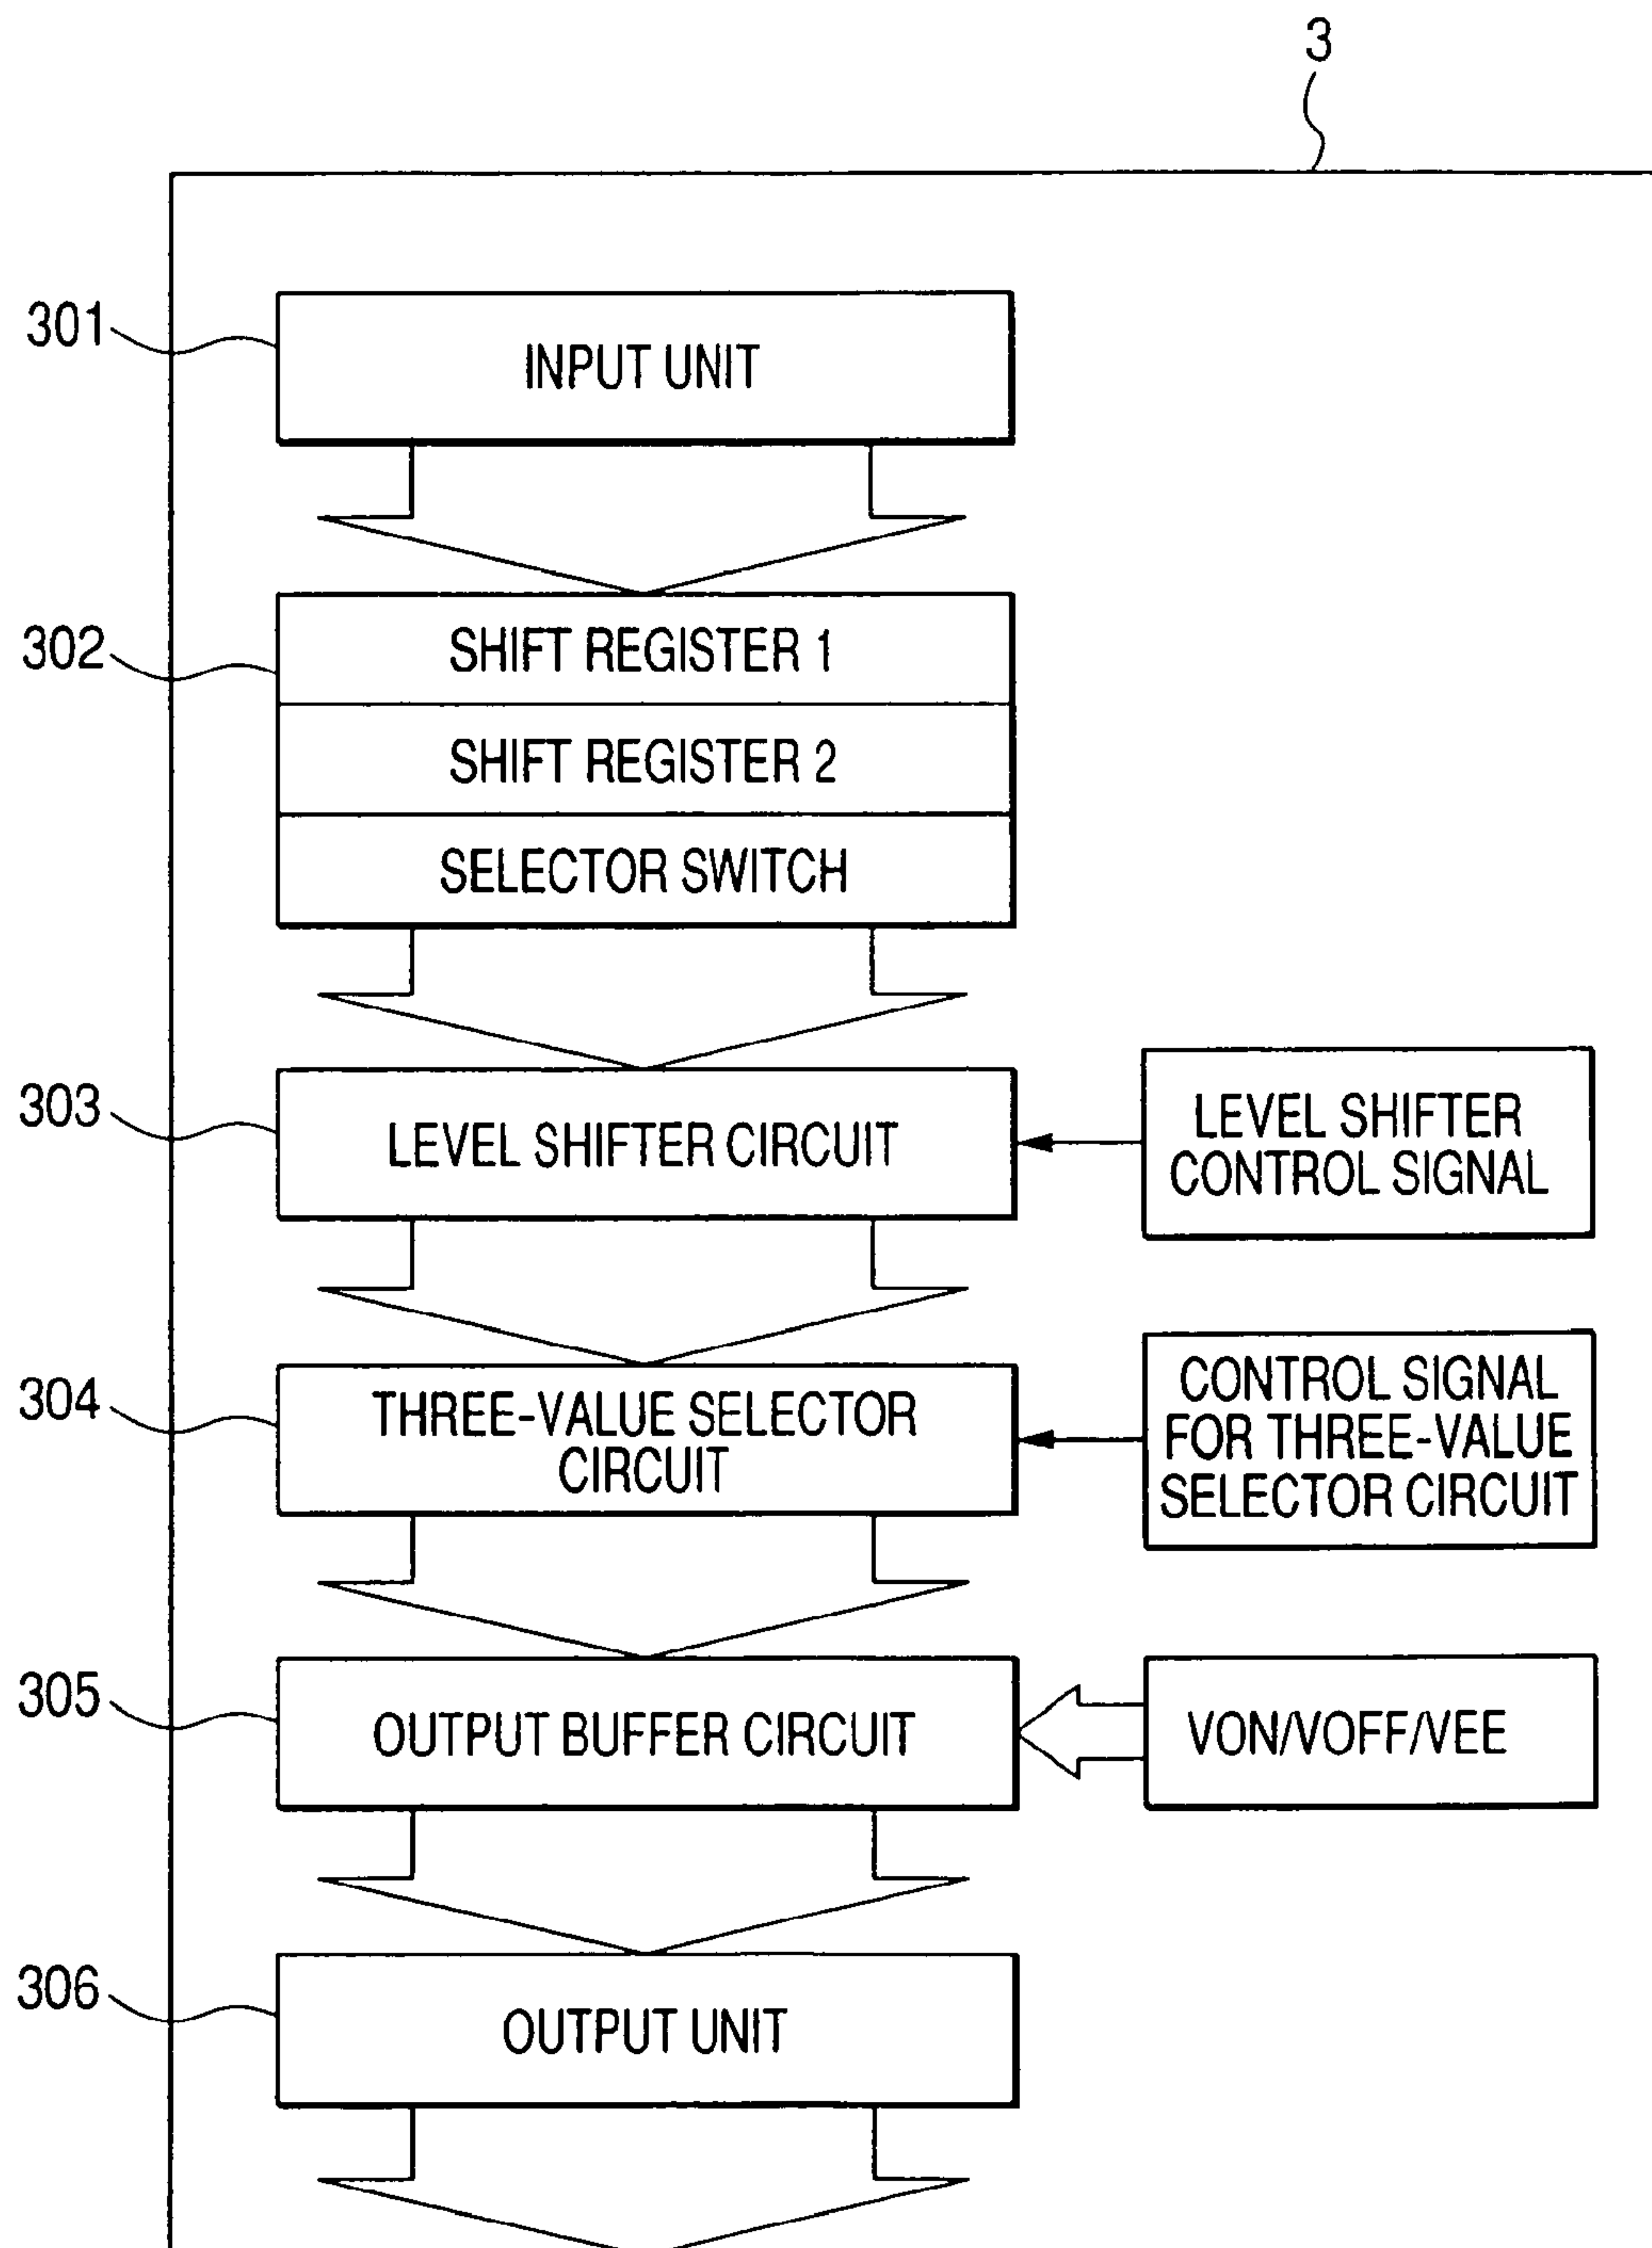 3
301
INPUT UNIT
302
SHIFT REGISTER 1
SHIFT REGISTER 2
SELECTOR SWITCH
303
LEVEL SHIFTER CIRCUIT
LEVEL SHIFTER
CONTROL SIGNAL
304
THREE-VALUE SELECTOR
CIRCUIT
CONTROL SIGNAL
FOR THREE-VALUE
SELECTOR CIRCUIT
305
OUTPUT BUFFER CIRCUIT
VON/VOFF/VEE
306
OUTPUT UNIT